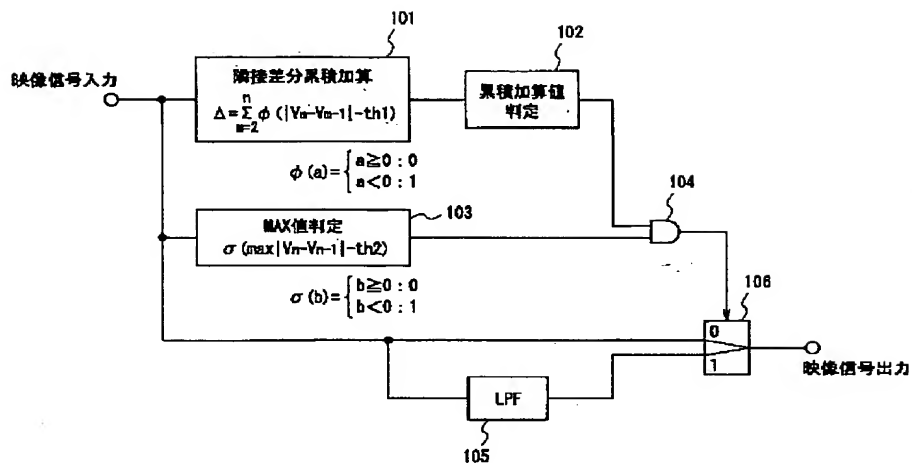 101
102
映像信号入力
隣接差分累積加算
n
Δ=Σφ(|Vm-Vm-1|-th1)
m=2
累積加算値
判定
φ(a)={a≧0:0
a<0:1
103
104
MAX値判定
σ(max|Vn-Vn-1|-th2)
σ(b)={b≧0:0
b<0:1
106
0
1
映像信号出力
LPF
105